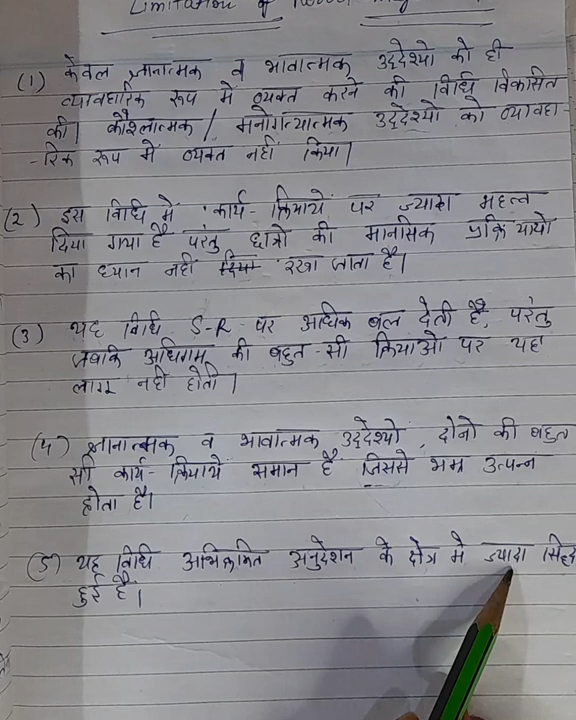 Limitation of
(1) केवल ज्ञानात्मक व भावात्मक उद्देश्यो को ही
व्यावहारिक रूप में व्यक्त करने की विधि विकसित
की। कौशलात्मक / मनोगत्यात्मक उद्देश्यो को व्यावहा-
-रिक रूप में व्यक्त नहीं किया।
(2) इस विधि में कार्य-क्रियाये पर ज्यादा महत्व
दिया गया है परंतु छात्रो की मानसिक प्रक्रियायो
का ध्यान नहीं रखा जाता है।
(3) यह विधि S-R पर अधिक बल देती है, परंतु
जबकि अधिगम की बहुत-सी क्रियाओ पर यह
लागू नही होती।
(4) ज्ञानात्मक व भावात्मक उद्देश्यो, दोनो की बहुत
सी कार्य-क्रियायें समान है जिससे भ्रम उत्पन्न
होता है।
(5) यह विधि अभिक्रमित अनुदेशन के क्षेत्र मे ज्यादा सिद्ध
हुई है।